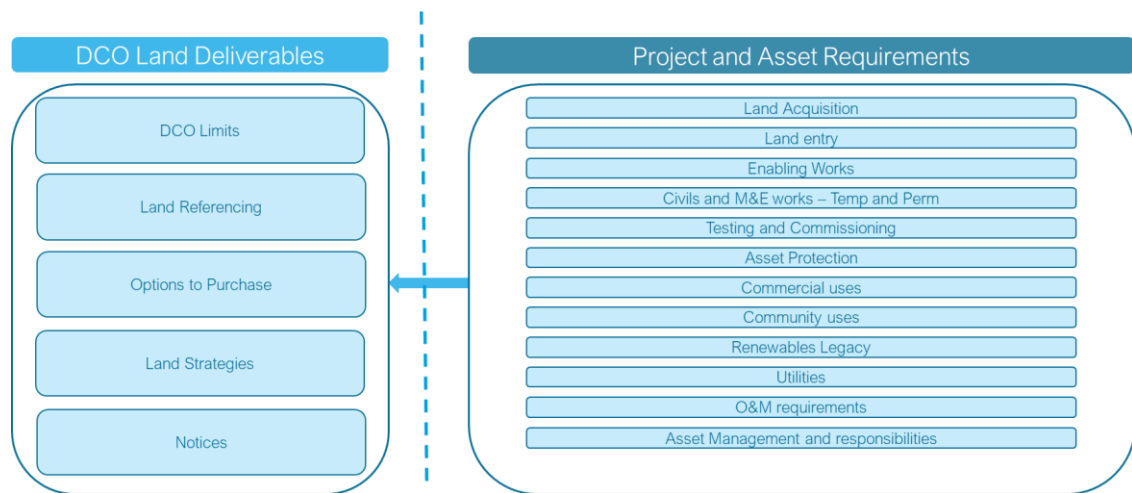 DCO Land Deliverables
DCO Limits
Land Referencing
Options to Purchase
Land Strategies
Notices
Project and Asset Requirements
Land Acquisition
Land entry
Enabling Works
Civils and M&E works – Temp and Perm
Testing and Commissioning
Asset Protection
Commercial uses
Community uses
Renewables Legacy
Utilities
O&M requirements
Asset Management and responsibilities